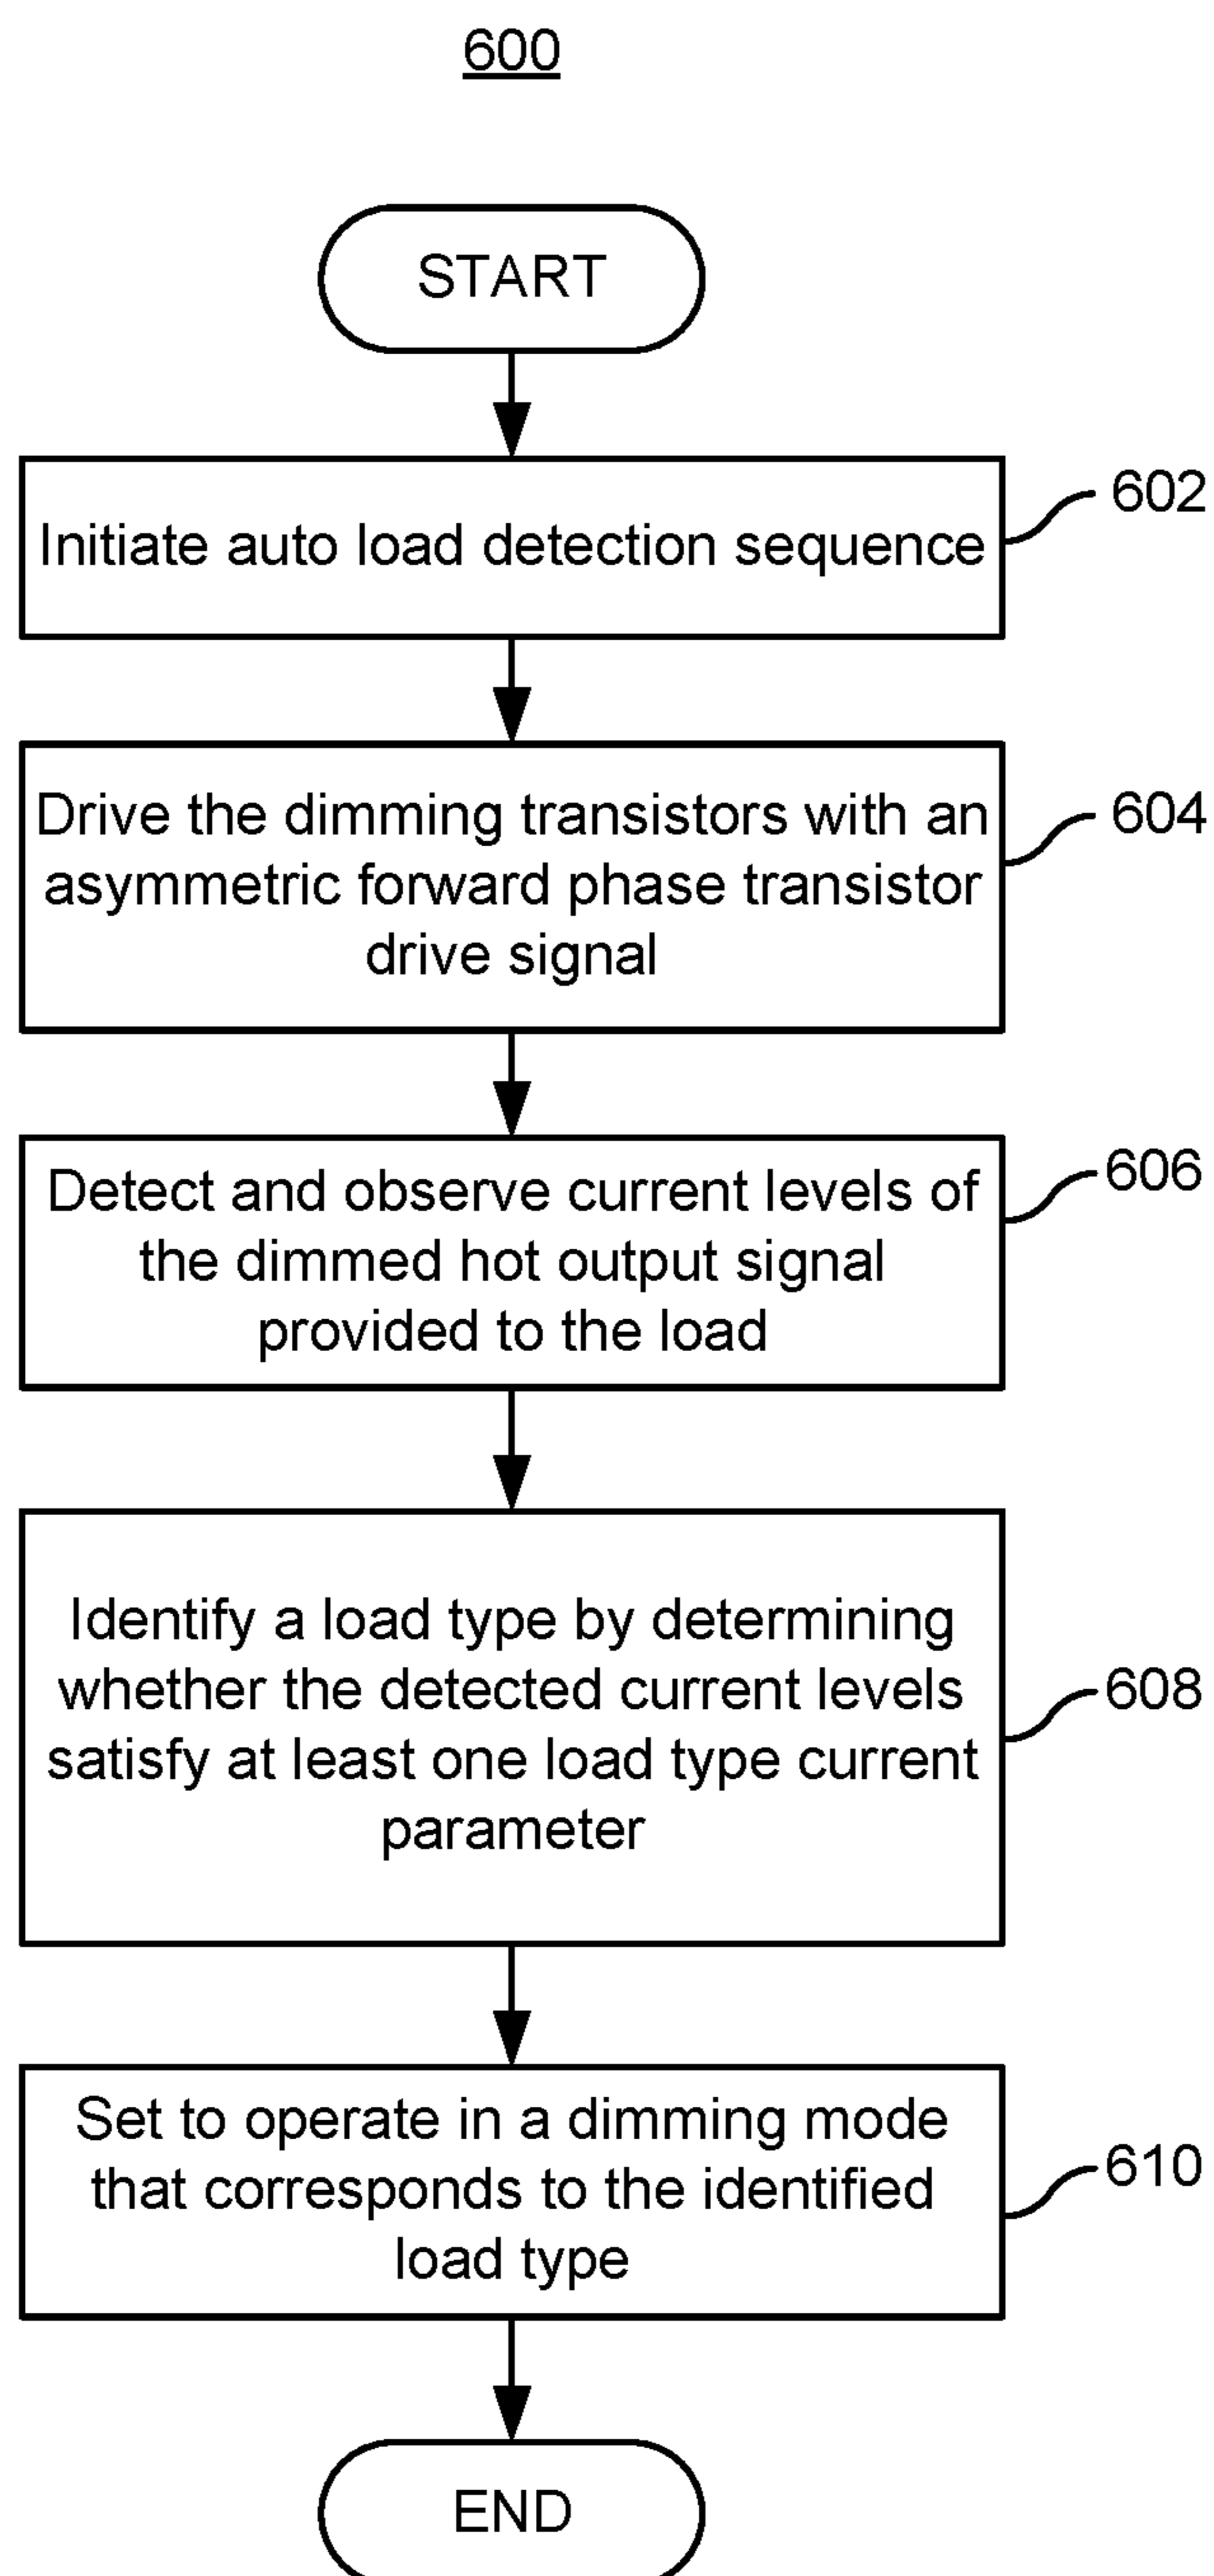 600
START
Initiate auto load detection sequence
602
Drive the dimming transistors with an
asymmetric forward phase transistor
drive signal
604
Detect and observe current levels of
the dimmed hot output signal
provided to the load
606
Identify a load type by determining
whether the detected current levels
satisfy at least one load type current
parameter
608
Set to operate in a dimming mode
that corresponds to the identified
load type
610
END